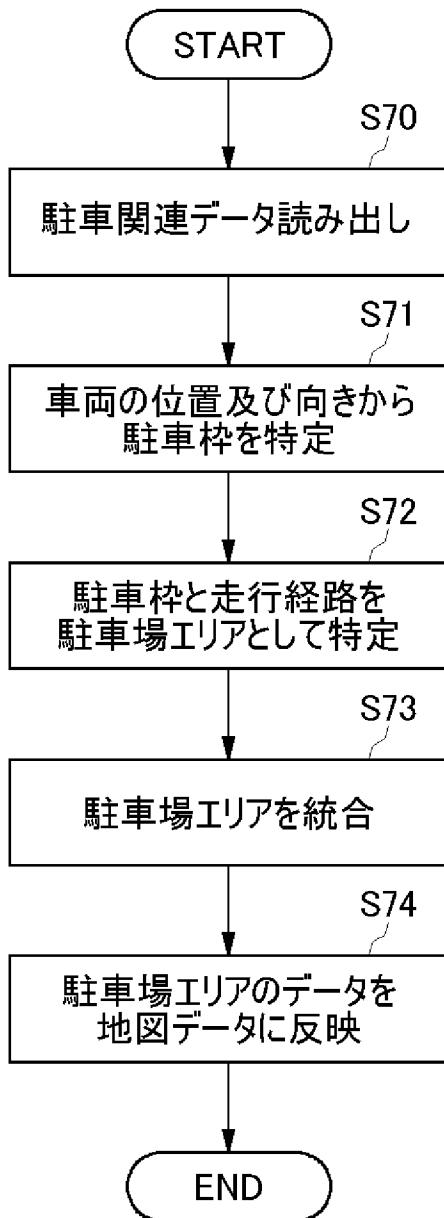 START
S70
駐車関連データ読み出し
S71
車両の位置及び向きから
駐車枠を特定
S72
駐車枠と走行経路を
駐車場エリアとして特定
S73
駐車場エリアを統合
S74
駐車場エリアのデータを
地図データに反映
END